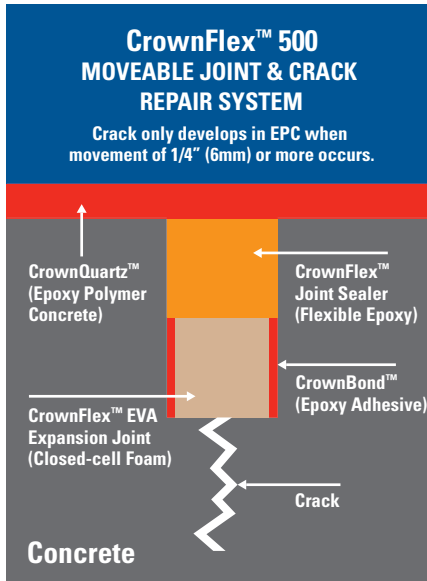 CrownFlex™ 500
MOVEABLE JOINT & CRACK
REPAIR SYSTEM
Crack only develops in EPC when
movement of 1/4” (6mm) or more occurs.
CrownQuartz™
(Epoxy Polymer
Concrete)
CrownFlex™
Joint Sealer
(Flexible Epoxy)
CrownBond™
(Epoxy Adhesive)
CrownFlex™ EVA
Expansion Joint
(Closed-cell Foam)
Crack
Concrete